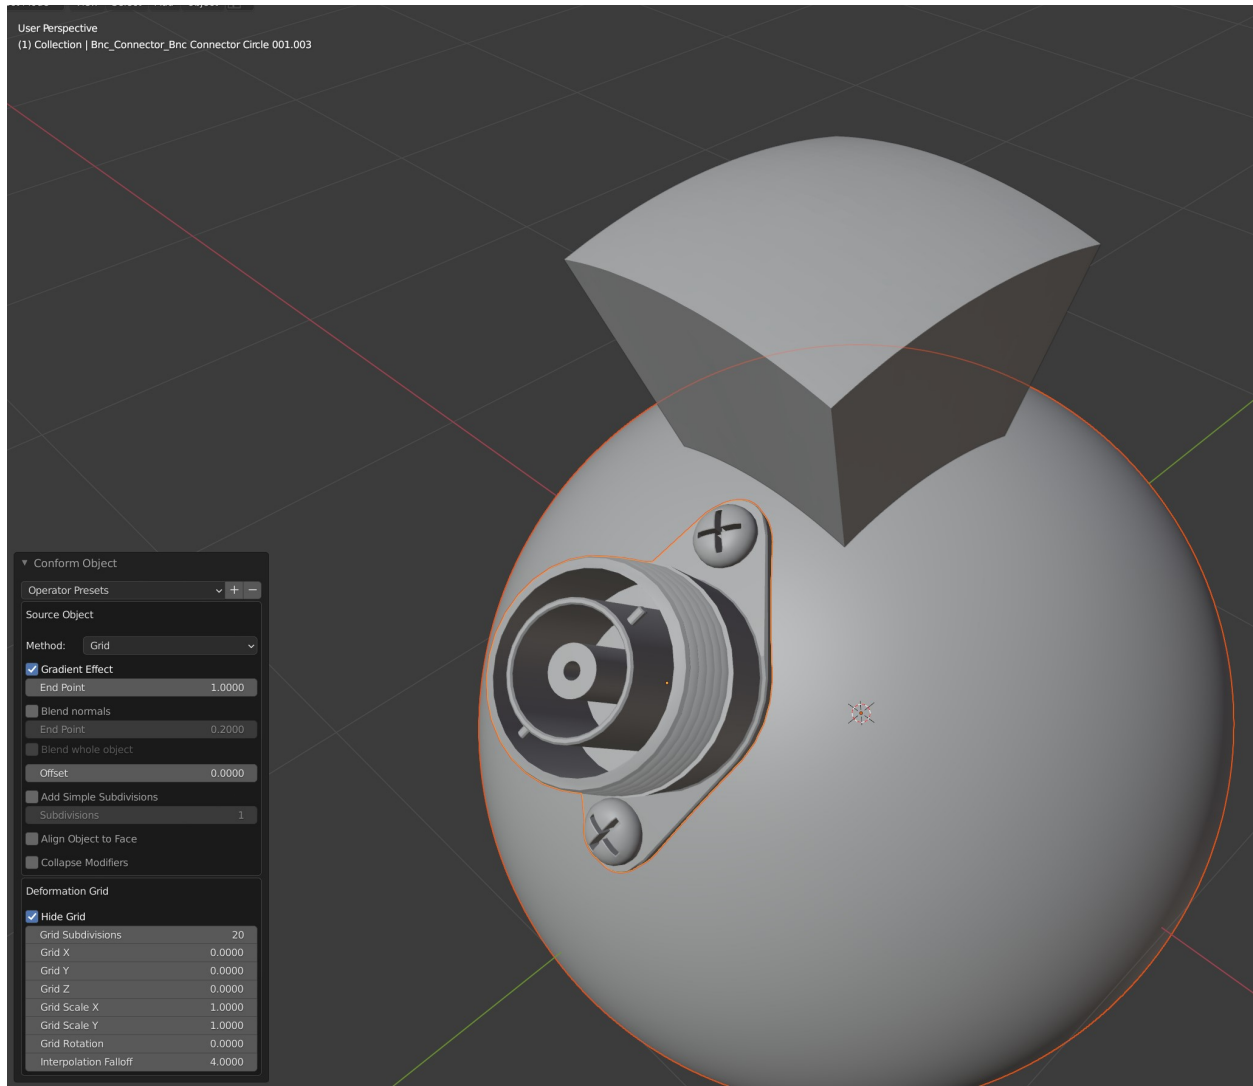 User Perspective
(1) Collection | Bnc_Connector_Bnc Connector Circle 001.003
Conform Object
Operator Presets
Source Object
Method: Grid
Gradient Effect
End Point 1.0000
Blend normals
End Point 0.2000
Blend whole object
Offset 0.0000
Add Simple Subdivisions
Subdivisions 1
Align Object to Face
Collapse Modifiers
Deformation Grid
Hide Grid
Grid Subdivisions 20
Grid X 0.0000
Grid Y 0.0000
Grid Z 0.0000
Grid Scale X 1.0000
Grid Scale Y 1.0000
Grid Rotation 0.0000
Interpolation Falloff 4.0000